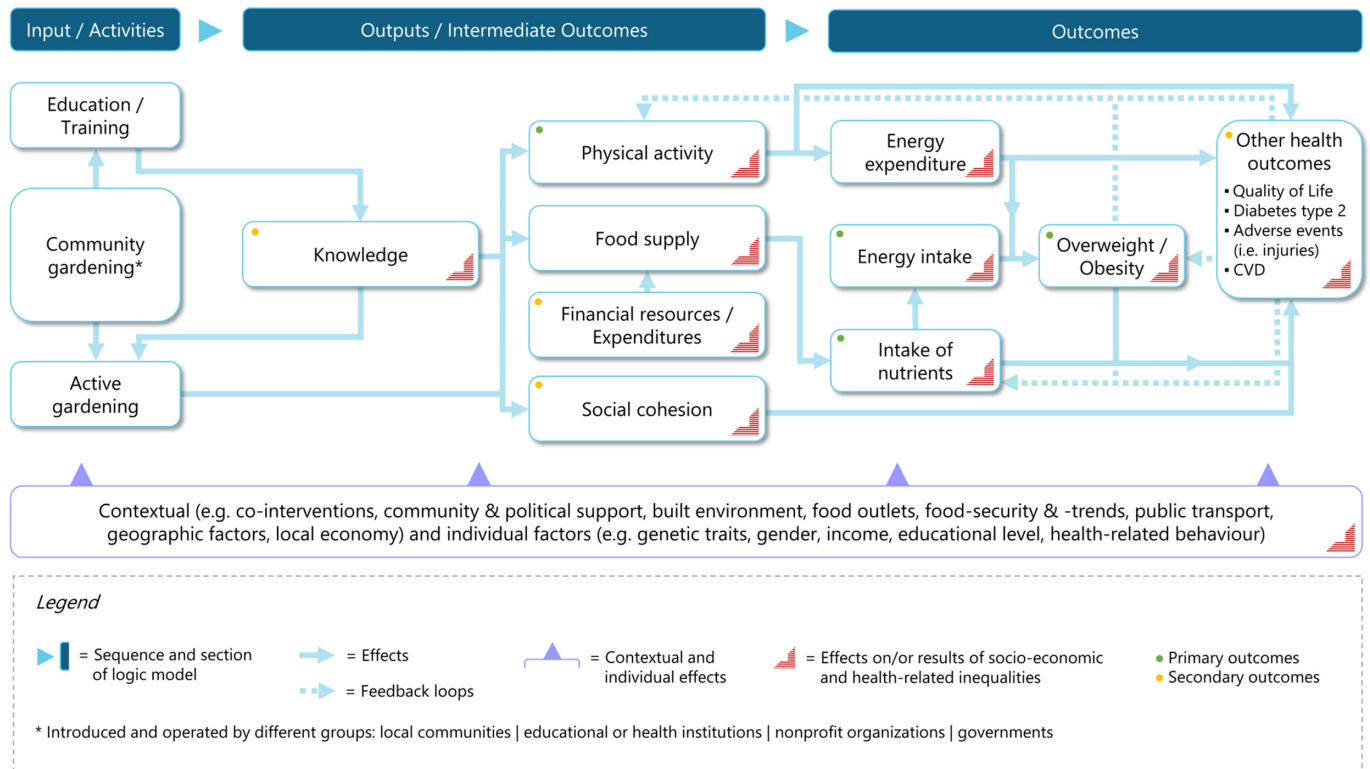 Input / Activities
Outputs / Intermediate Outcomes
Outcomes
Education /
Training
Community
gardening*
Active
gardening
Knowledge
Physical activity
Food supply
Financial resources /
Expenditures
Social cohesion
Energy
expenditure
Energy intake
Intake of
nutrients
Overweight /
Obesity
Other health
outcomes
▪ Quality of Life
▪ Diabetes type 2
▪ Adverse events
(i.e. injuries)
▪ CVD
Contextual (e.g. co-interventions, community & political support, built environment, food outlets, food-security & -trends, public transport,
geographic factors, local economy) and individual factors (e.g. genetic traits, gender, income, educational level, health-related behaviour)
Legend
= Sequence and section
of logic model
= Effects
= Feedback loops
= Contextual and
individual effects
= Effects on/or results of socio-economic
and health-related inequalities
Primary outcomes
Secondary outcomes
* Introduced and operated by different groups: local communities | educational or health institutions | nonprofit organizations | governments